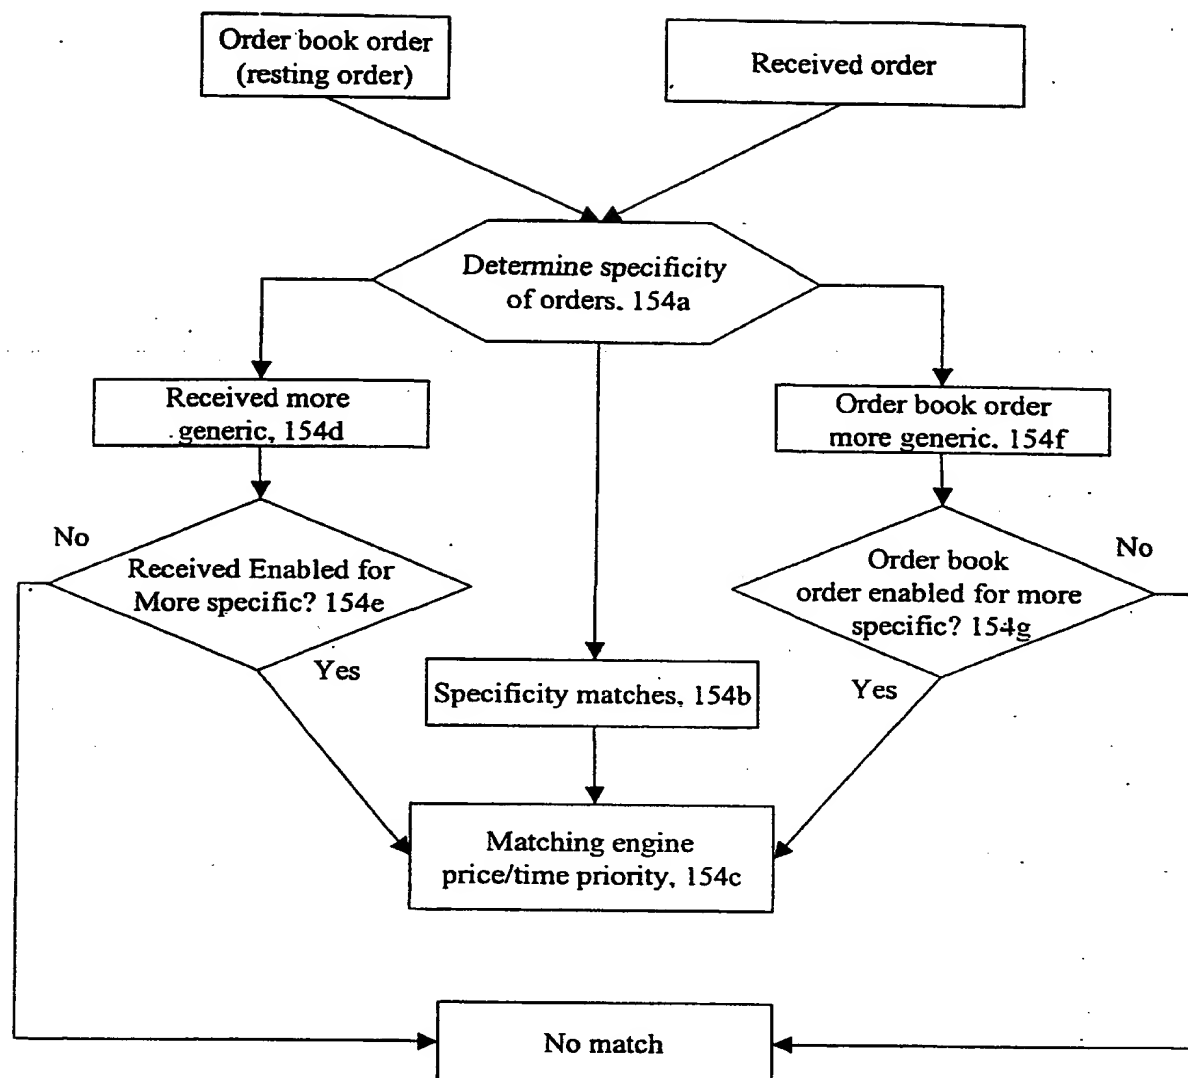 Order book order
(resting order)
Received order
Determine specificity
of orders. 154a
Received more
generic, 154d
Order book order
more generic. 154f
No
Received Enabled for
More specific? 154e
Yes
Order book
order enabled for more
specific? 154g
No
Yes
Specificity matches, 154b
Matching engine
price/time priority, 154c
No match